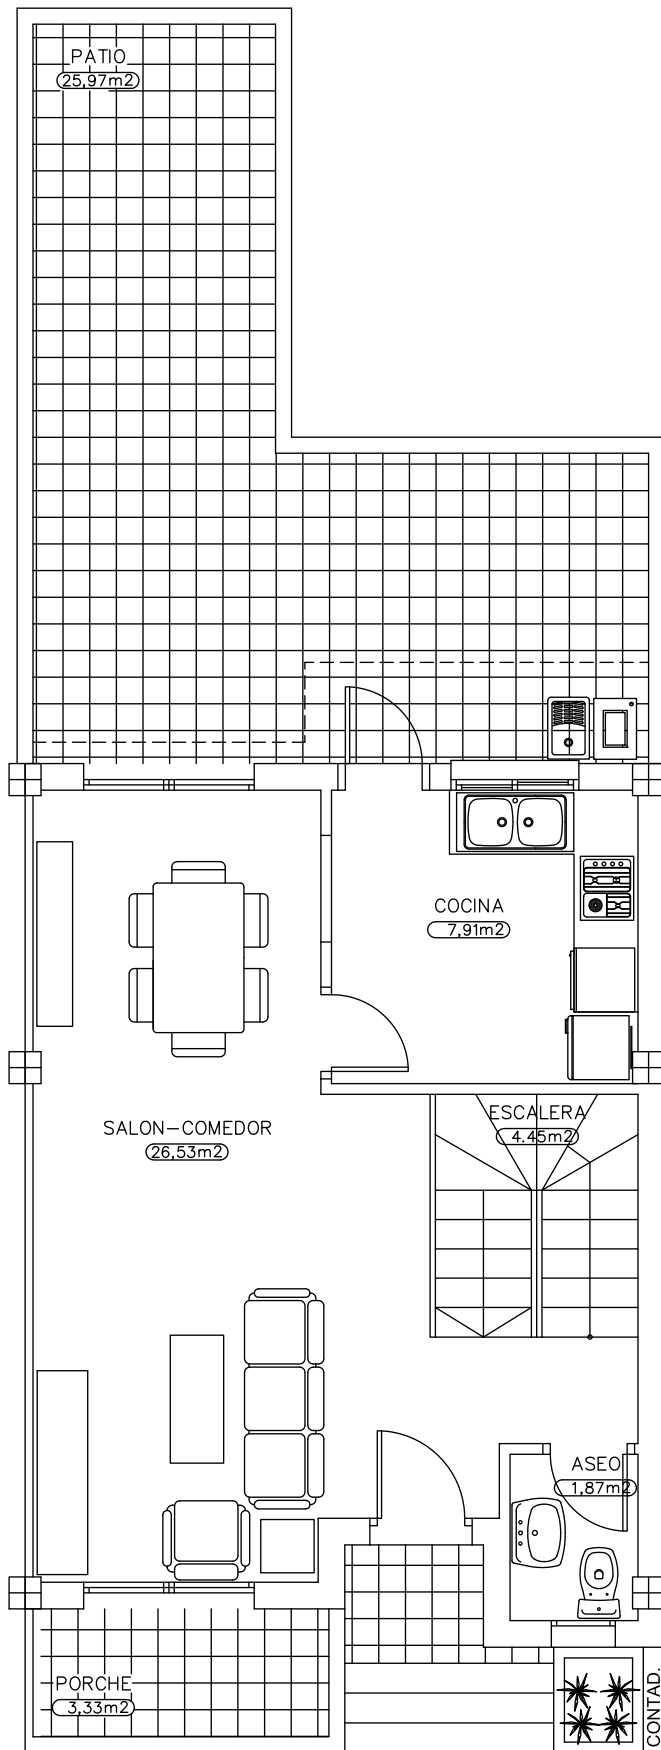 PATIO
25,97m2
COCINA
7,91m2
SALON-COMEDOR
26,53m2
ESCALERA
4.45m2
ASEO
1,87m2
PORCHE
3,33m2
CONTAD.